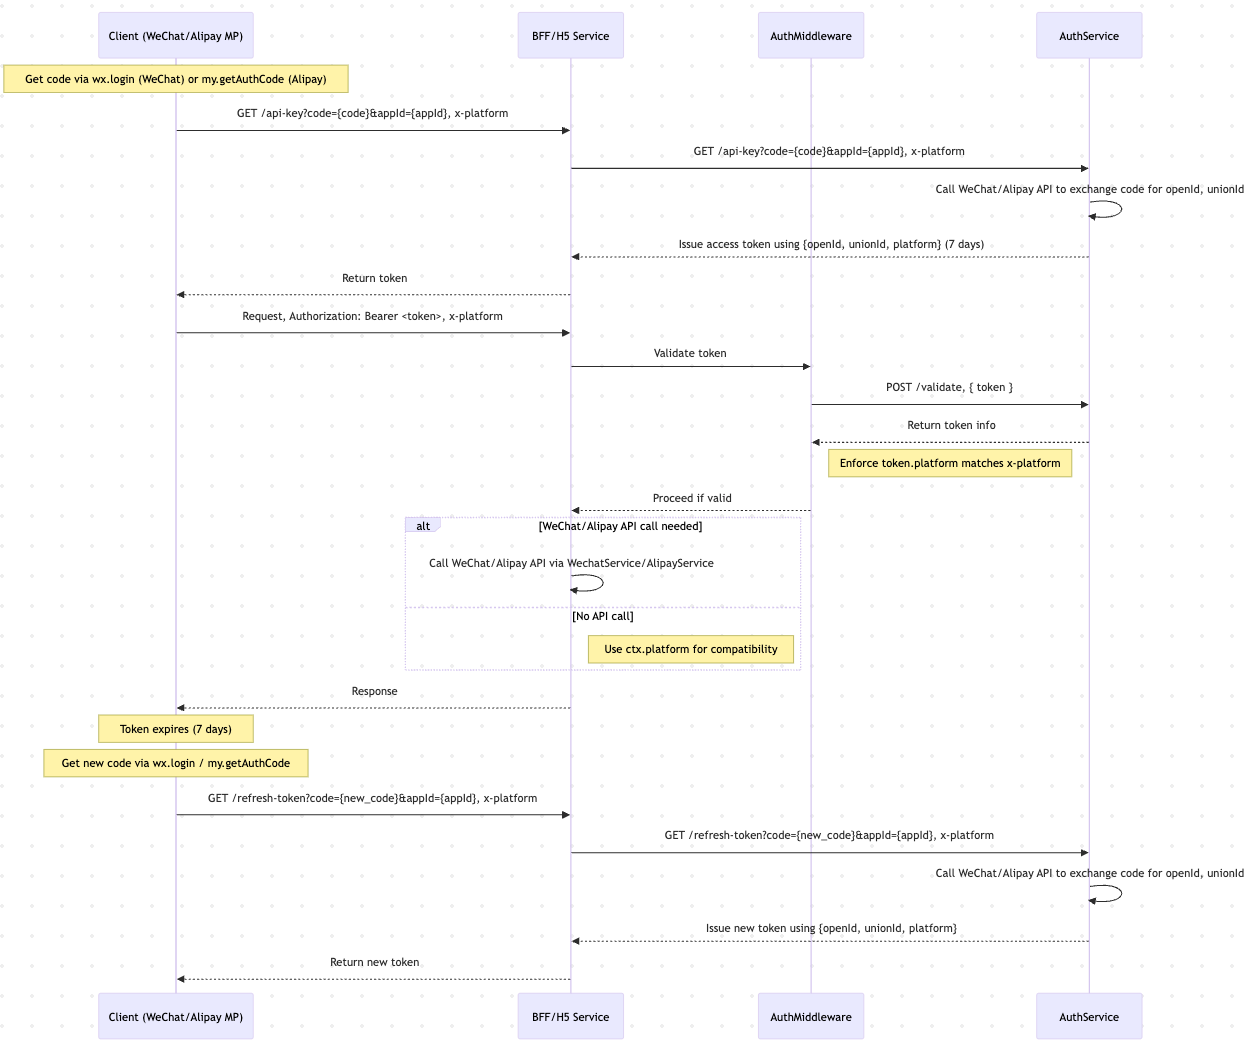 Client (WeChat/Alipay MP)
BFF/H5 Service
AuthMiddleware
AuthService
Get code via wx.login (WeChat) or my.getAuthCode (Alipay)
GET /api-key?code={code}&appId={appId}, x-platform
GET /api-key?code={code}&appId={appId}, x-platform
Call WeChat/Alipay API to exchange code for openId, unionId
Issue access token using {openId, unionId, platform} (7 days)
Return token
Request, Authorization: Bearer <token>, x-platform
Validate token
POST /validate, { token }
Return token info
Enforce token.platform matches x-platform
Proceed if valid
alt
[WeChat/Alipay API call needed]
Call WeChat/Alipay API via WechatService/AlipayService
[No API call]
Use ctx.platform for compatibility
Response
Token expires (7 days)
Get new code via wx.login / my.getAuthCode
GET /refresh-token?code={new_code}&appId={appId}, x-platform
GET /refresh-token?code={new_code}&appId={appId}, x-platform
Call WeChat/Alipay API to exchange code for openId, unionId
Issue new token using {openId, unionId, platform}
Return new token
Client (WeChat/Alipay MP)
BFF/H5 Service
AuthMiddleware
AuthService